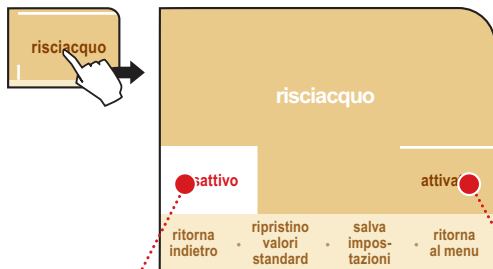 risciacquo
risciacquo
sattivo
attiva
ritorna
indietro
ripristino
valori
standard
salva
impos-
tazioni
ritorna
al menu